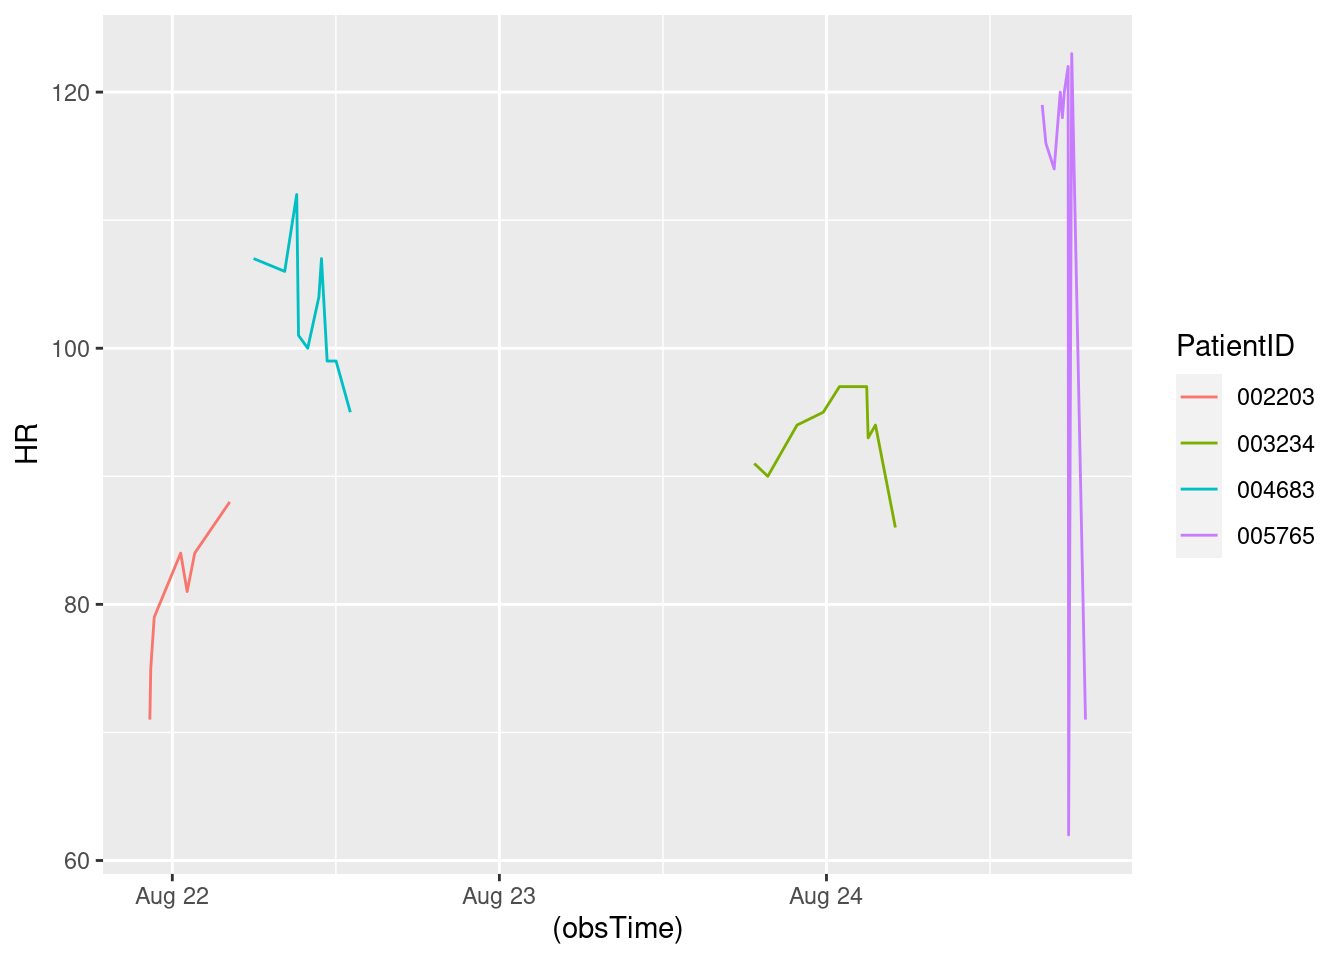 120
100
80
60
HR
Aug 22
Aug 23
Aug 24
(obsTime)
PatientID
002203
003234
004683
005765